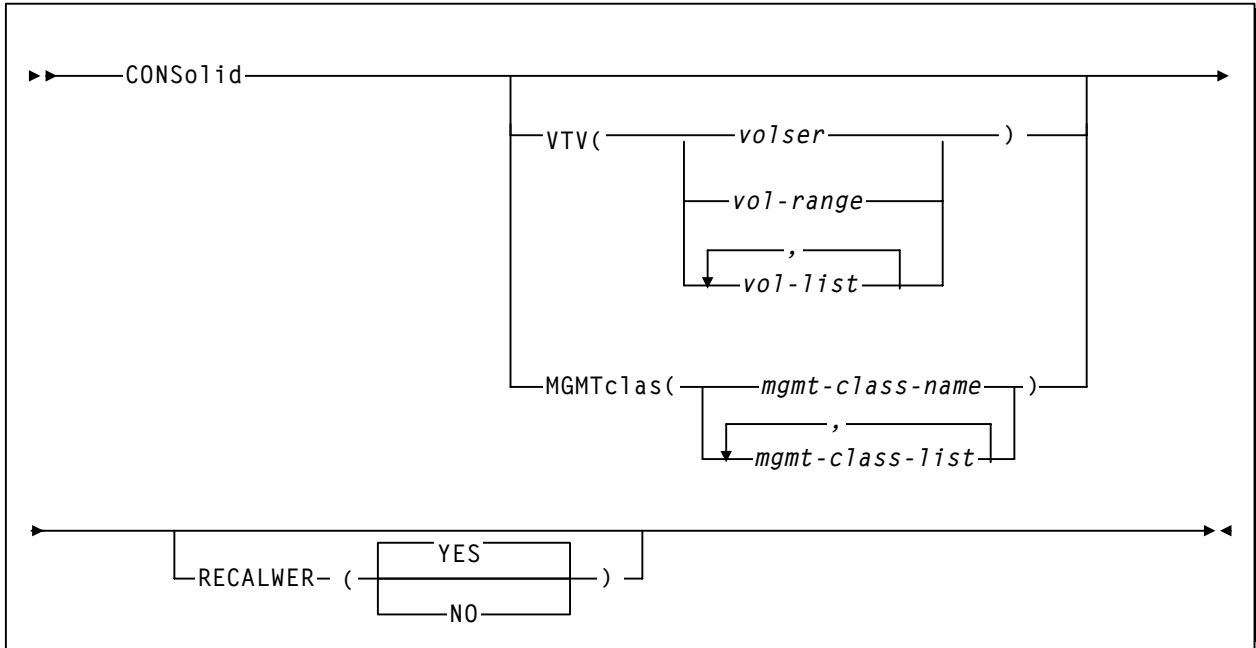 CONSolid
VTV( volser )
vol-range
,
vol-list
MGMTclas( mgmt-class-name )
,
mgmt-class-list
YES
RECALWER ( )
NO